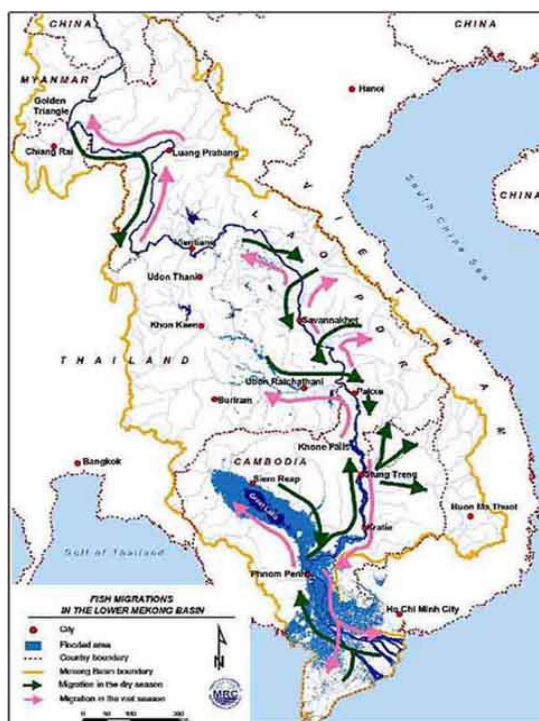 CHINA
CHINA
MYANMAR
Golden
Triangle
Hanoi
Chiang Rai
Luang Prabang
CHINA
VIETNAM
LAO PDR
South China Sea
Vientiane
Udon Thani
Savannakhet
Khon Kaen
THAILAND
Ubon Ratchathani
Pakse
Buriram
Khone Falls
CAMBODIA
Bangkok
Siem Reap
Stung Treng
Great Lake
Buon Ma Thuot
Kratie
Gulf of Thailand
Phnom Penh
Ho Chi Minh City
FISH MIGRATIONS
IN THE LOWER MEKONG BASIN
City
Flooded area
Country boundary
Mekong Basin boundary
Migration in the dry season
Migration in the wet season
N
MRC